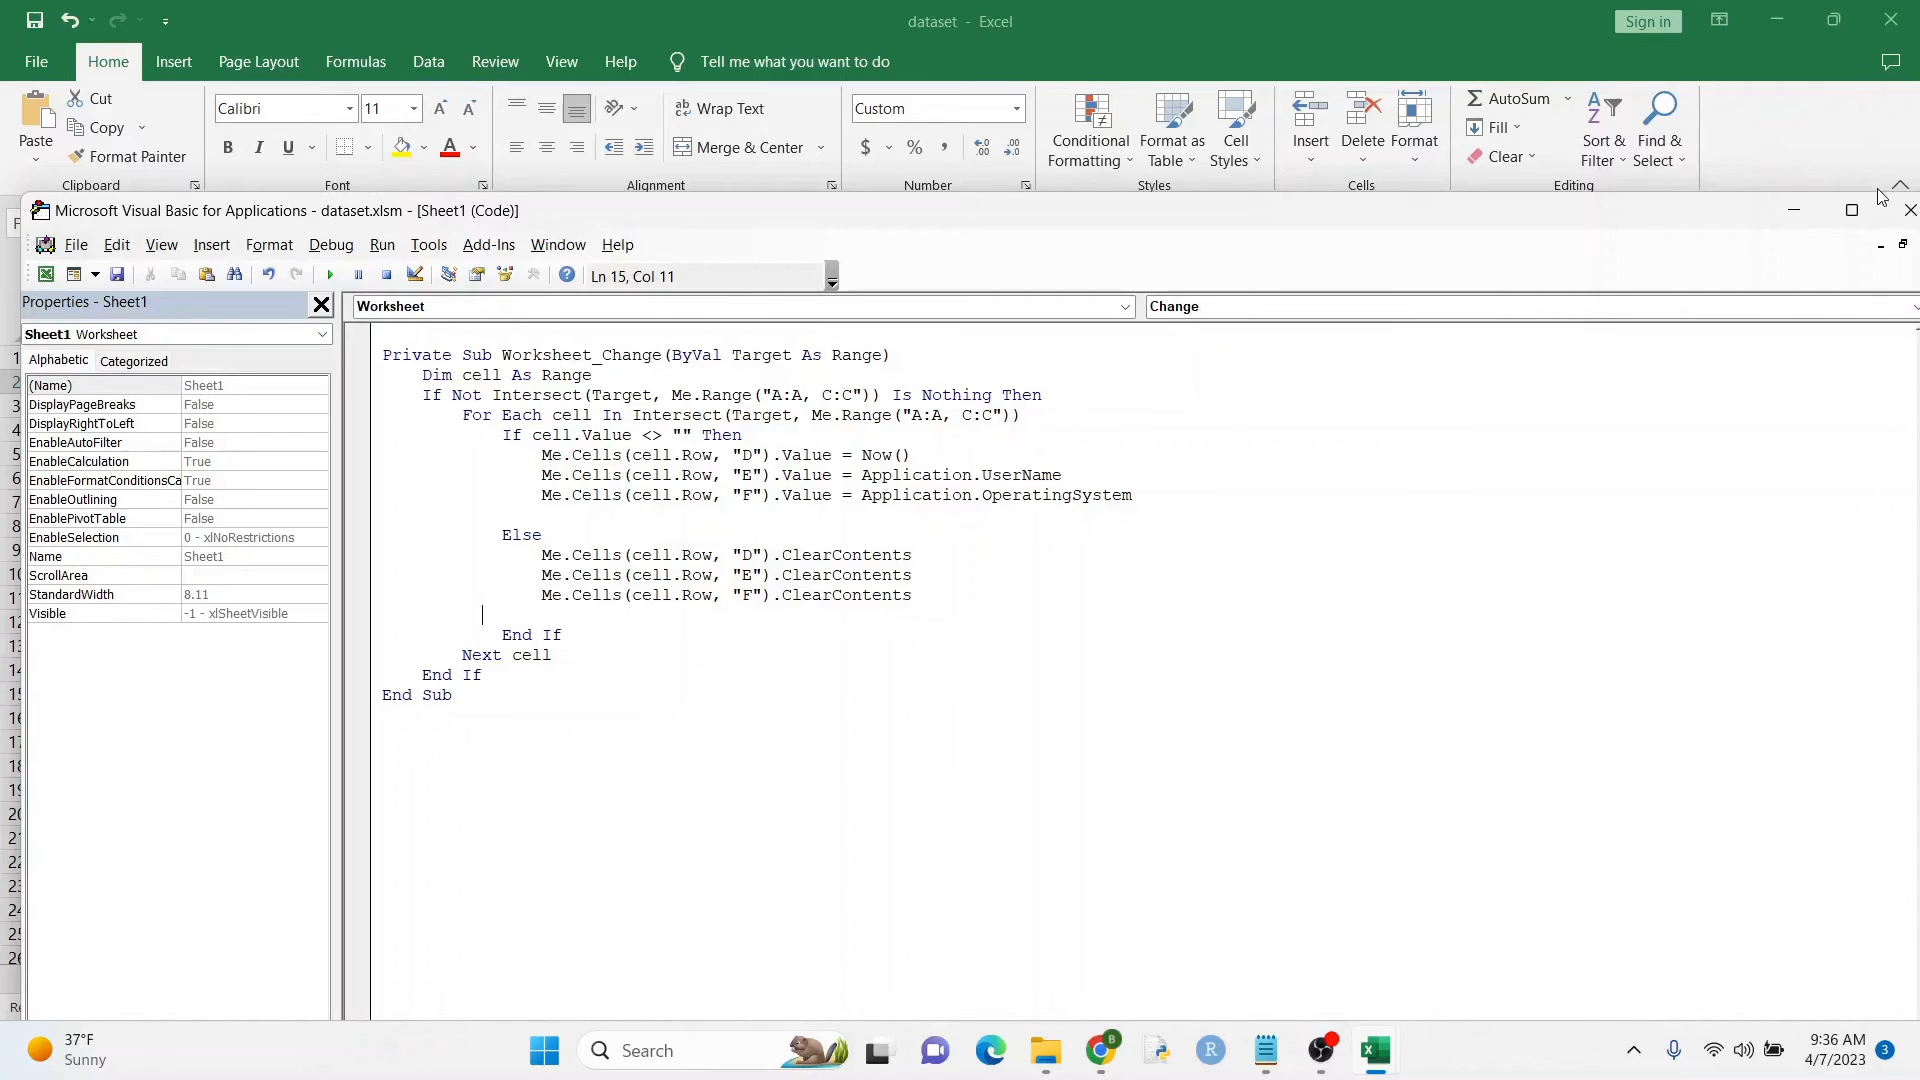 dataset - Excel
Sign in
File Home Insert Page Layout Formulas Data Review View Help Tell me what you want to do
Paste
Cut
Copy
Format Painter
Clipboard
Calibri 11
B I U
Font
Wrap Text
Merge & Center
Alignment
Custom
$ % ,
Number
Conditional Formatting
Format as Table
Cell Styles
Styles
Insert
Delete
Format
Cells
AutoSum
Fill
Clear
Sort & Filter
Find & Select
Editing
Microsoft Visual Basic for Applications - dataset.xlsm - [Sheet1 (Code)]
File Edit View Insert Format Debug Run Tools Add-Ins Window Help
Ln 15, Col 11
Properties - Sheet1
Sheet1 Worksheet
Alphabetic Categorized
(Name) Sheet1
DisplayPageBreaks False
DisplayRightToLeft False
EnableAutoFilter False
EnableCalculation True
EnableFormatConditionsCa True
EnableOutlining False
EnablePivotTable False
EnableSelection 0 - xlNoRestrictions
Name Sheet1
ScrollArea
StandardWidth 8.11
Visible -1 - xlSheetVisible
Worksheet
Change
Private Sub Worksheet_Change(ByVal Target As Range)
Dim cell As Range
If Not Intersect(Target, Me.Range("A:A, C:C")) Is Nothing Then
For Each cell In Intersect(Target, Me.Range("A:A, C:C"))
If cell.Value <> "" Then
Me.Cells(cell.Row, "D").Value = Now()
Me.Cells(cell.Row, "E").Value = Application.UserName
Me.Cells(cell.Row, "F").Value = Application.OperatingSystem
Else
Me.Cells(cell.Row, "D").ClearContents
Me.Cells(cell.Row, "E").ClearContents
Me.Cells(cell.Row, "F").ClearContents
End If
Next cell
End If
End Sub
37°F
Sunny
Search
9:36 AM
4/7/2023
3